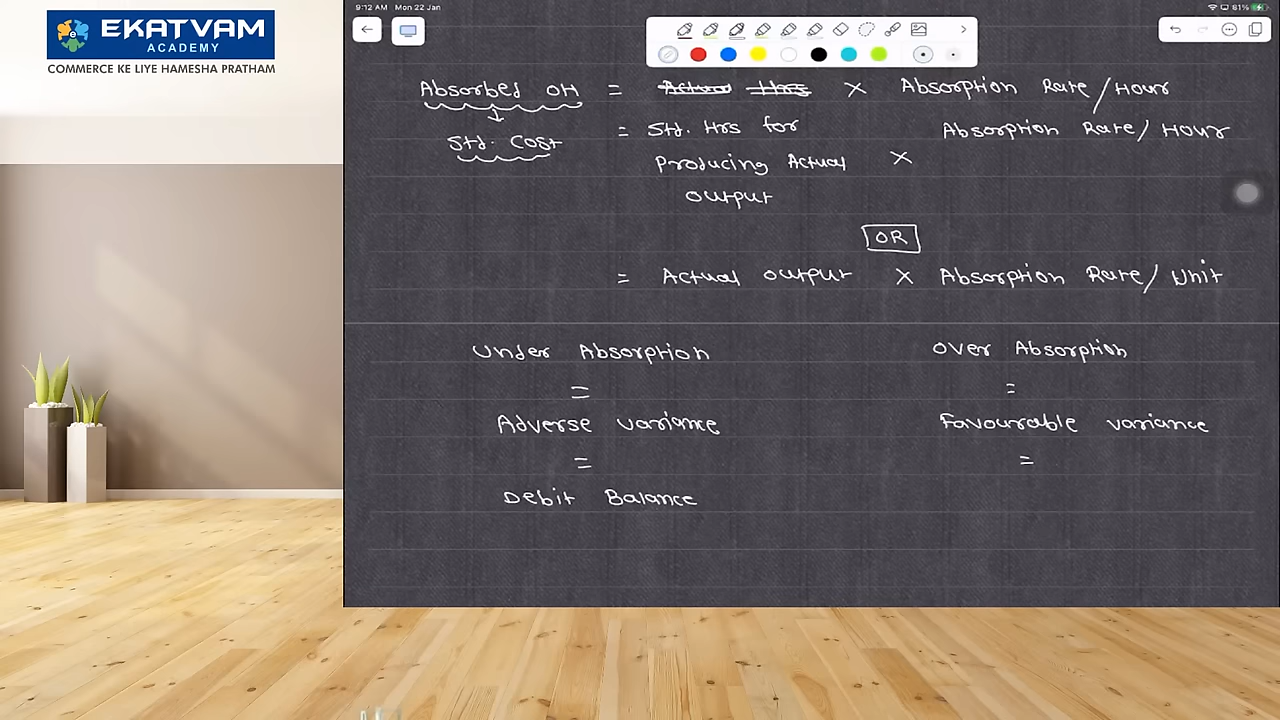 EKATVAM
ACADEMY
COMMERCE KE LIYE HAMESHA PRATHAM
9:12 AM Mon 22 Jan
81%
Absorbed OH = Actual Hrs × Absorption Rate/Hour
Std. Cost
= Std. Hrs for Producing Actual output × Absorption Rate/Hour
OR
= Actual output × Absorption Rate/Unit
Under Absorption
=
Adverse variance
=
Debit Balance
Over Absorption
=
Favourable variance
=